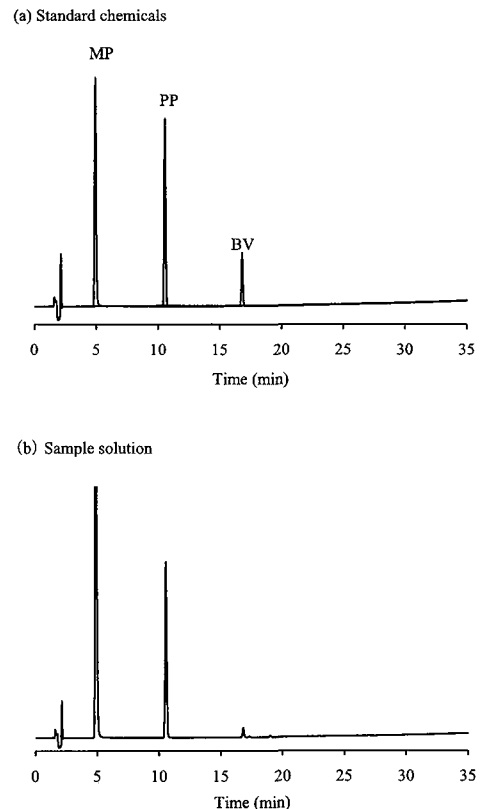 (a) Standard chemicals
MP
PP
BV
0 5 10 15 20 25 30 35
Time (min)
(b) Sample solution
0 5 10 15 20 25 30 35
Time (min)